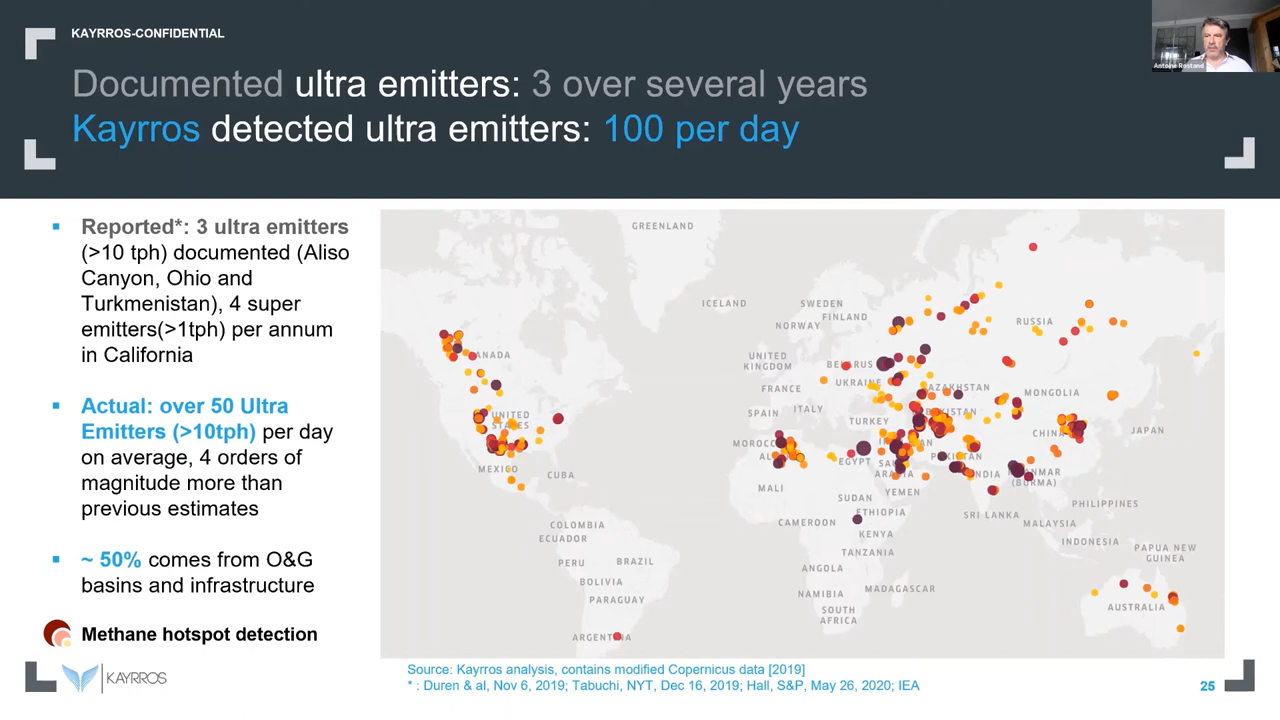 KAYRROS-CONFIDENTIAL
Antoine Rostand
Documented ultra emitters: 3 over several years
Kayrros detected ultra emitters: 100 per day
Reported*: 3 ultra emitters
(>10 tph) documented (Aliso
Canyon, Ohio and
Turkmenistan), 4 super
emitters(>1tph) per annum
in California
Actual: over 50 Ultra
Emitters (>10tph) per day
on average, 4 orders of
magnitude more than
previous estimates
~ 50% comes from O&G
basins and infrastructure
Methane hotspot detection
KAYRROS
GREENLAND
ICELAND
SWEDEN
FINLAND
NORWAY
RUSSIA
UNITED
KINGDOM
BELARUS
ANADA
FRANCE
UKRAINE
AZAKHSTAN
MONGOLIA
SPAIN
ITALY
UNITED
STATES
TURKEY
CHINA
JAPAN
MOROCC
MEXICO
CUBA
EGYPT
ARABIA
PAKISTAN
INDIA
(BURMA)
MALI
SUDAN
YEMEN
PHILIPPINES
SRI LANKA
ETHIOPIA
MALAYSIA
COLOMBIA
CAMEROON
KENYA
ECUADOR
INDONESIA
PAPUA NEW
GUINEA
TANZANIA
PERU
BRAZIL
ANGOLA
BOLIVIA
MADAGASCAR
NAMIBIA
PARAGUAY
SOUTH
AFRICA
AUSTRALIA
ARGENTINA
Source: Kayrros analysis, contains modified Copernicus data [2019]
* : Duren & al, Nov 6, 2019; Tabuchi, NYT, Dec 16, 2019; Hall, S&P, May 26, 2020; IEA
25